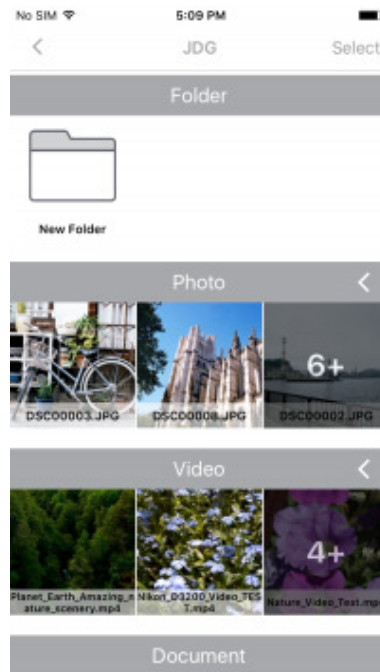 No SIM 5:09 PM
JDG Select
Folder
New Folder
Photo
6+
DSC00003.JPG DSC00008.JPG DSC00002.JPG
Video
4+
Planet_Earth_Amazing_n Nikon_D3200_Video_TES Nature_Video_Test.mp
ature_scenery.mp4 T.mp4
Document